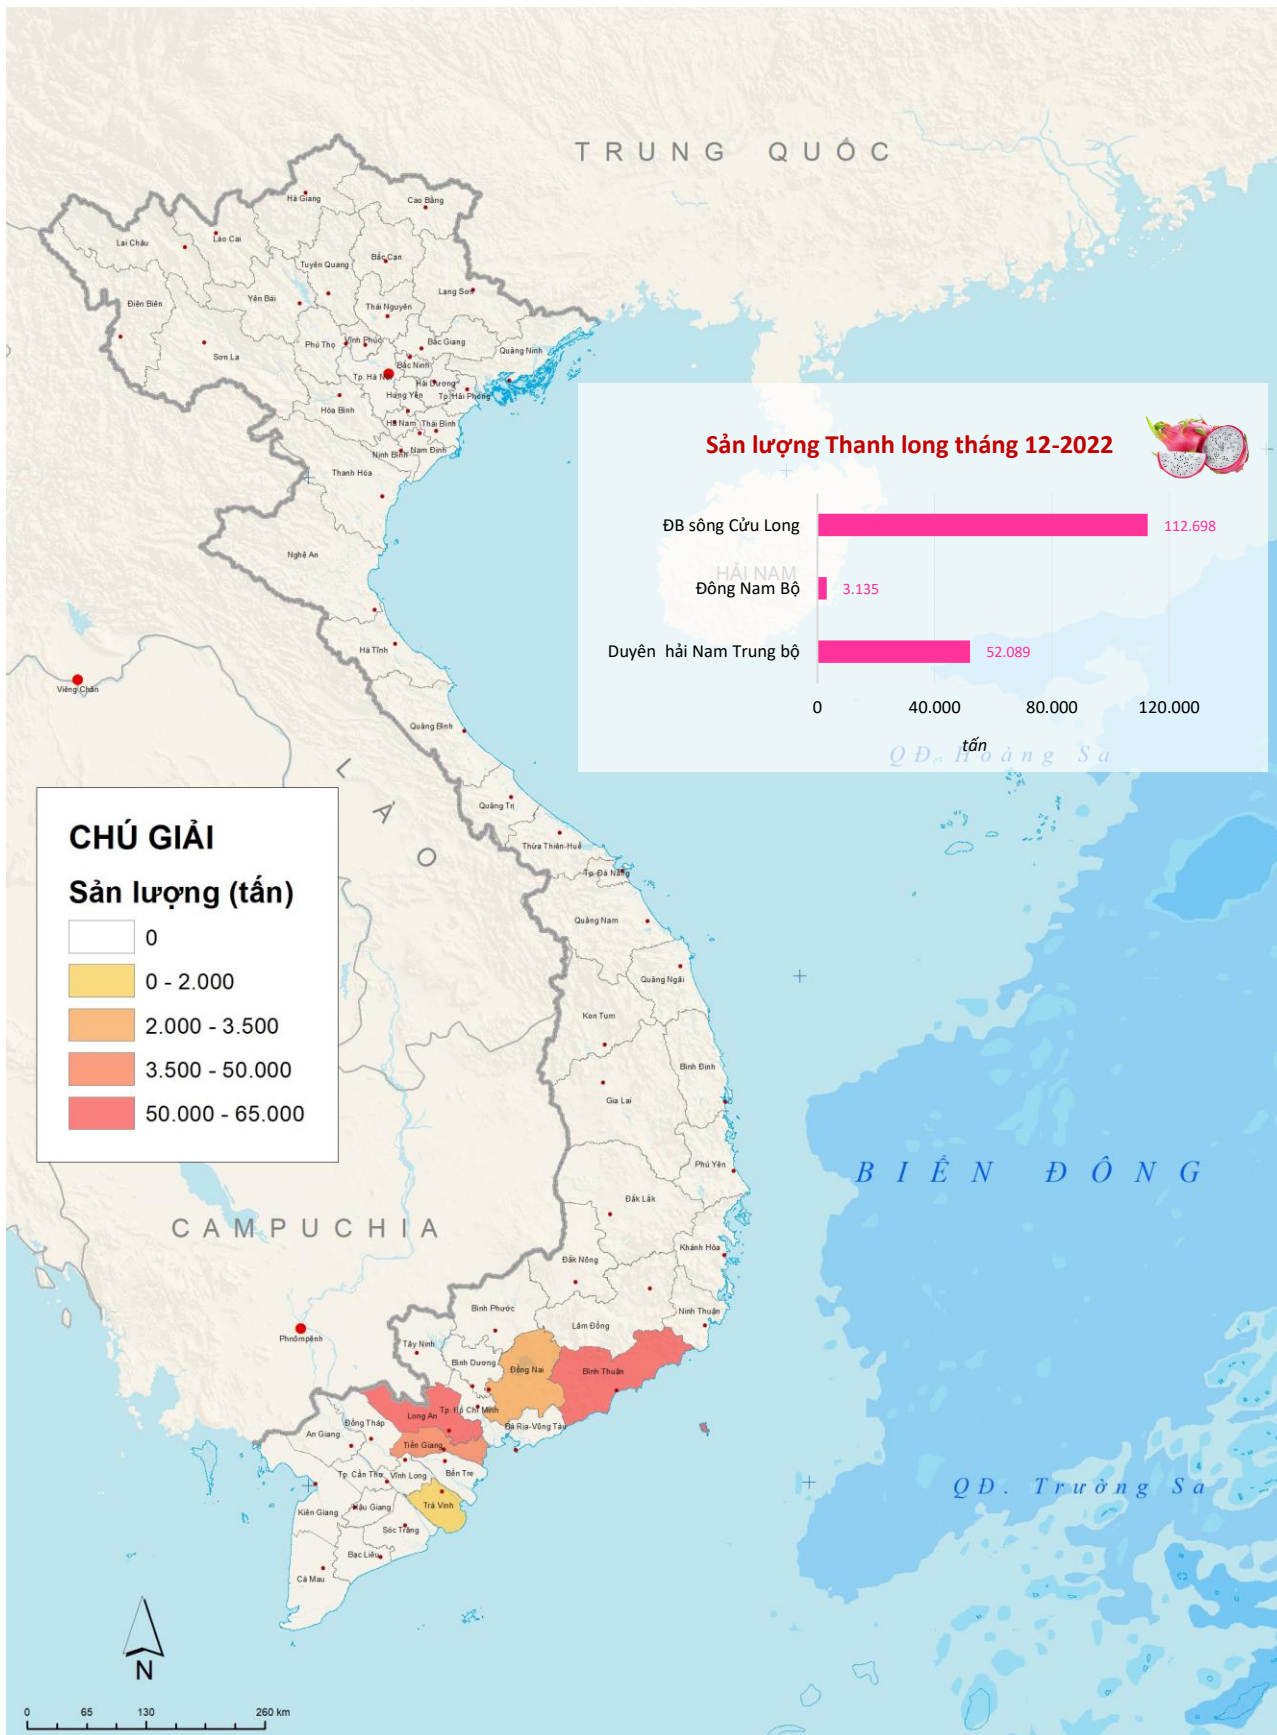 TRUNG QUỐC
Hà Giang
Cao Bằng
Lai Châu
Lào Cai
Bắc Cạn
Tuyên Quang
Lạng Sơn
Điện Biên
Yên Bái
Thái Nguyên
Phú Thọ
Vĩnh Phúc
Bắc Giang
Quảng Ninh
Sơn La
Bắc Ninh
Tp. Hà Nội
Hải Dương
Hưng Yên
Tp. Hải Phòng
Hòa Bình
Hà Nam
Thái Bình
Ninh Bình
Nam Định
Thanh Hóa
Nghệ An
Hà Tĩnh
Viêng Chăn
Quảng Bình
Sản lượng Thanh long tháng 12-2022
ĐB sông Cửu Long
112.698
HẢI NAM
Đông Nam Bộ
3.135
Duyên hải Nam Trung bộ
52.089
0
40.000
80.000
120.000
tấn
QĐ. Hoàng Sa
LÀO
Quảng Trị
Thừa Thiên-Huế
Tp. Đà Nẵng
Quảng Nam
Quảng Ngãi
Kon Tum
Bình Định
Gia Lai
Phú Yên
Đắk Lắk
Khánh Hòa
Đắk Nông
Ninh Thuận
Lâm Đồng
Bình Phước
Tây Ninh
Bình Dương
Đồng Nai
Bình Thuận
CHÚ GIẢI
Sản lượng (tấn)
0
0 - 2.000
2.000 - 3.500
3.500 - 50.000
50.000 - 65.000
BIỂN ĐÔNG
CAMPUCHIA
Phnômpênh
Long An
Tp. Hồ Chí Minh
Bà Rịa-Vũng Tàu
Đồng Tháp
An Giang
Tiền Giang
Tp. Cần Thơ
Vĩnh Long
Bến Tre
Kiên Giang
Hậu Giang
Trà Vinh
Sóc Trăng
Bạc Liêu
Cà Mau
QĐ. Trường Sa
N
0 65 130 260 km